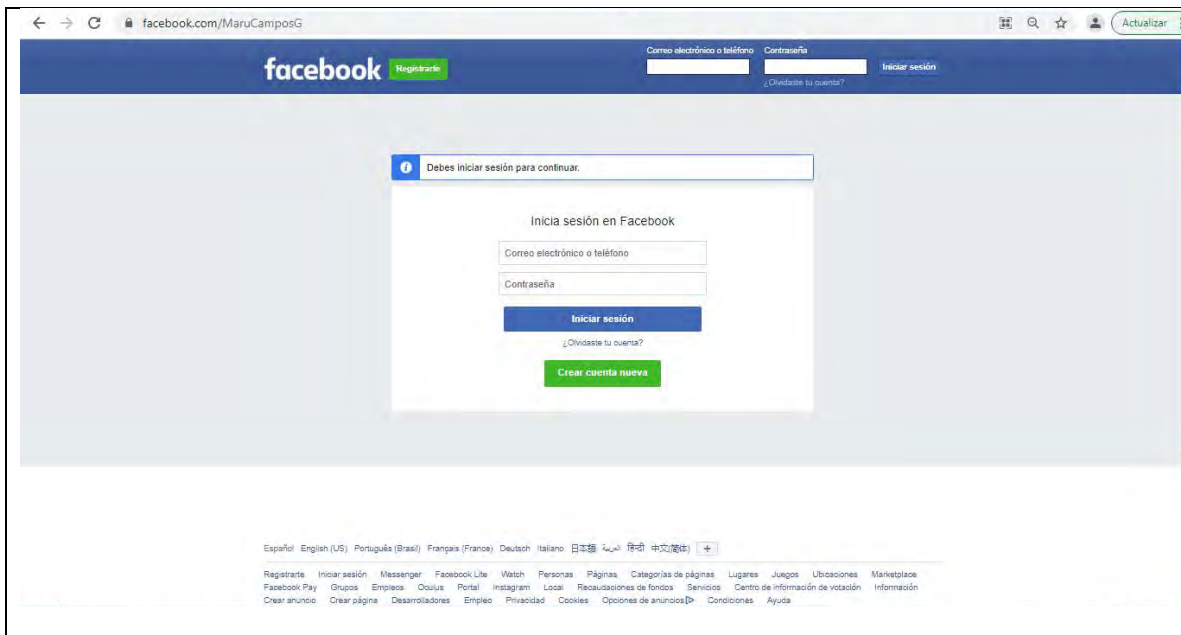 facebook.com/MaruCamposG
Actualizar
facebook
Registrarte
Correo electrónico o teléfono
Contraseña
Iniciar sesión
¿Olvidaste tu cuenta?
Debes iniciar sesión para continuar.
Inicia sesión en Facebook
Correo electrónico o teléfono
Contraseña
Iniciar sesión
¿Olvidaste tu cuenta?
Crear cuenta nueva
Español English (US) Português (Brasil) Français (France) Deutsch Italiano 日本語 العربية हिन्दी 中文(简体) +
Registrarte Iniciar sesión Messenger Facebook Lite Watch Personas Páginas Categorías de páginas Lugares Juegos Ubicaciones Marketplace
Facebook Pay Grupos Empleos Oculus Portal Instagram Local Recaudaciones de fondos Servicios Centro de información de votación Información
Crear anuncio Crear página Desarrolladores Empleo Privacidad Cookies Opciones de anuncios Condiciones Ayuda